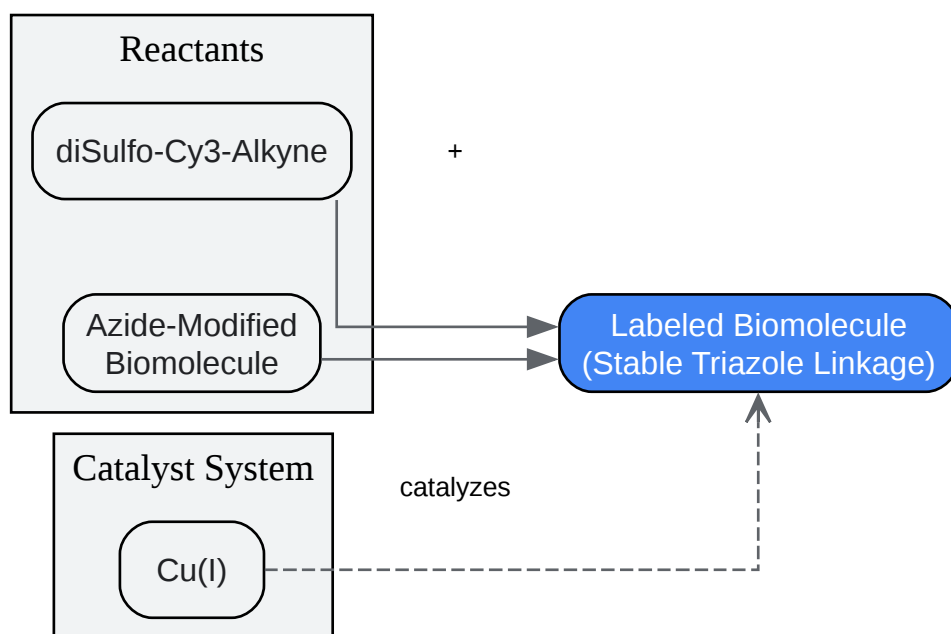 Reactants
diSulfo-Cy3-Alkyne
+
Azide-Modified
Biomolecule
Labeled Biomolecule
(Stable Triazole Linkage)
Catalyst System
catalyzes
Cu(I)